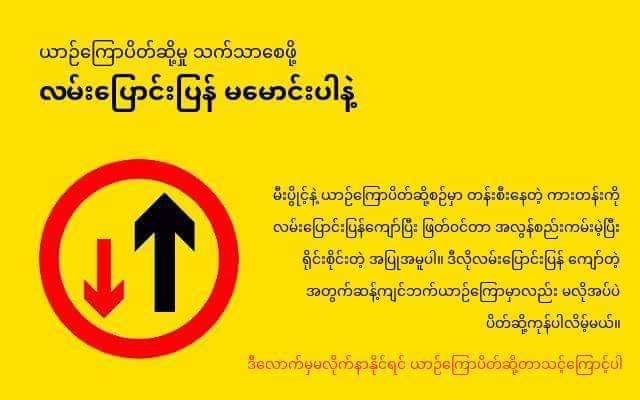 ယာဉ်ကြောပိတ်ဆို့မှု သက်သာစေဖို့
လမ်းပြောင်းပြန် မမောင်းပါနဲ့
မီးပွိုင့်နဲ့ ယာဉ်ကြောပိတ်ဆို့စဉ်မှာ တန်းစီးနေတဲ့ ကားတန်းကို
လမ်းပြောင်းပြန်ကျော်ပြီး ဖြတ်ဝင်တာ အလွန်စည်းကမ်းမဲ့ပြီး
ရိုင်းစိုင်းတဲ့ အပြုအမူပါ။ ဒီလိုလမ်းပြောင်းပြန် ကျော်တဲ့
အတွက်ဆန့်ကျင်ဘက်ယာဉ်ကြောမှာလည်း မလိုအပ်ပဲ
ပိတ်ဆို့ကုန်ပါလိမ့်မယ်။
ဒီလောက်မှမလိုက်နာနိုင်ရင် ယာဉ်ကြောပိတ်ဆို့တာသင့်ကြောင့်ပါ